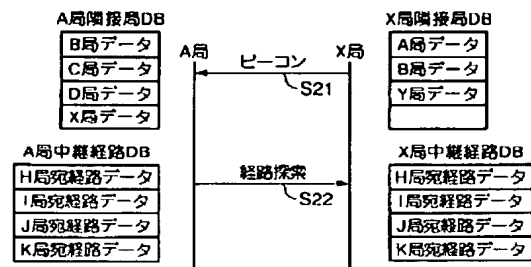 A局隣接局DB
B局データ
C局データ
D局データ
X局データ
A局中継経路DB
H局宛経路データ
I局宛経路データ
J局宛経路データ
K局宛経路データ
A局
X局
ビーコン
S21
経路探索
S22
X局隣接局DB
A局データ
B局データ
Y局データ
X局中継経路DB
H局宛経路データ
I局宛経路データ
J局宛経路データ
K局宛経路データ